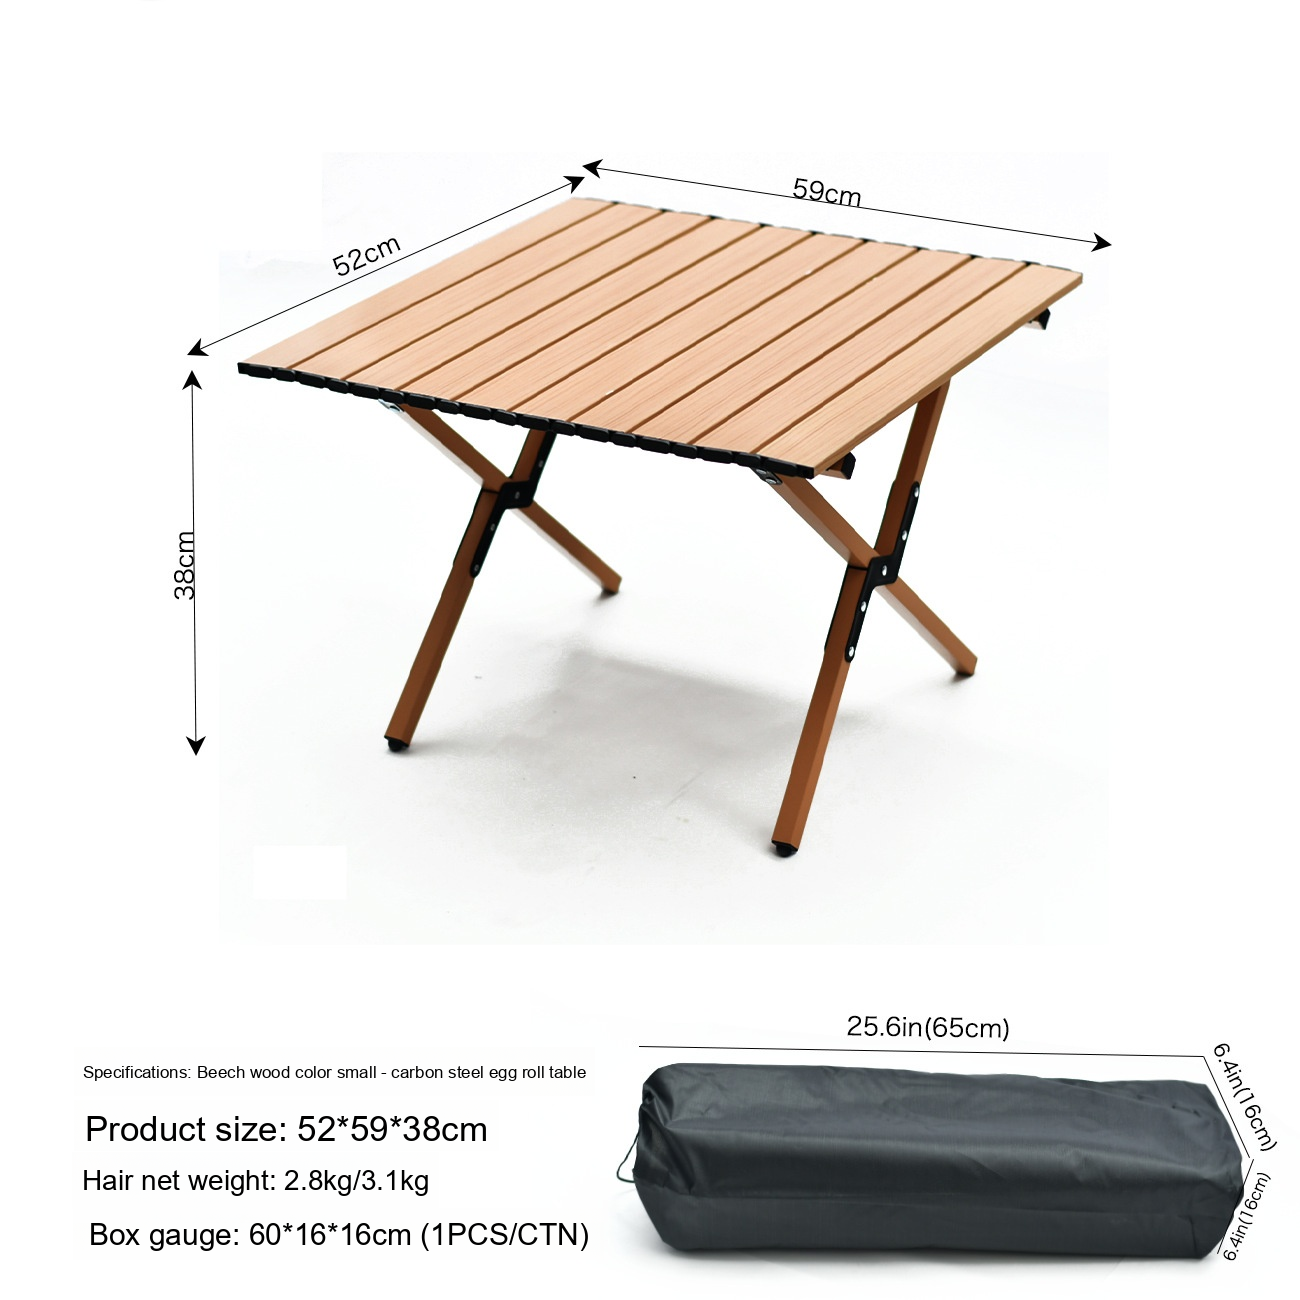 59cm
52cm
38cm
25.6in(65cm)
6.4in(16cm)
6.4in(16cm)
Specifications: Beech wood color small - carbon steel egg roll table
Product size: 52*59*38cm
Hair net weight: 2.8kg/3.1kg
Box gauge: 60*16*16cm (1PCS/CTN)